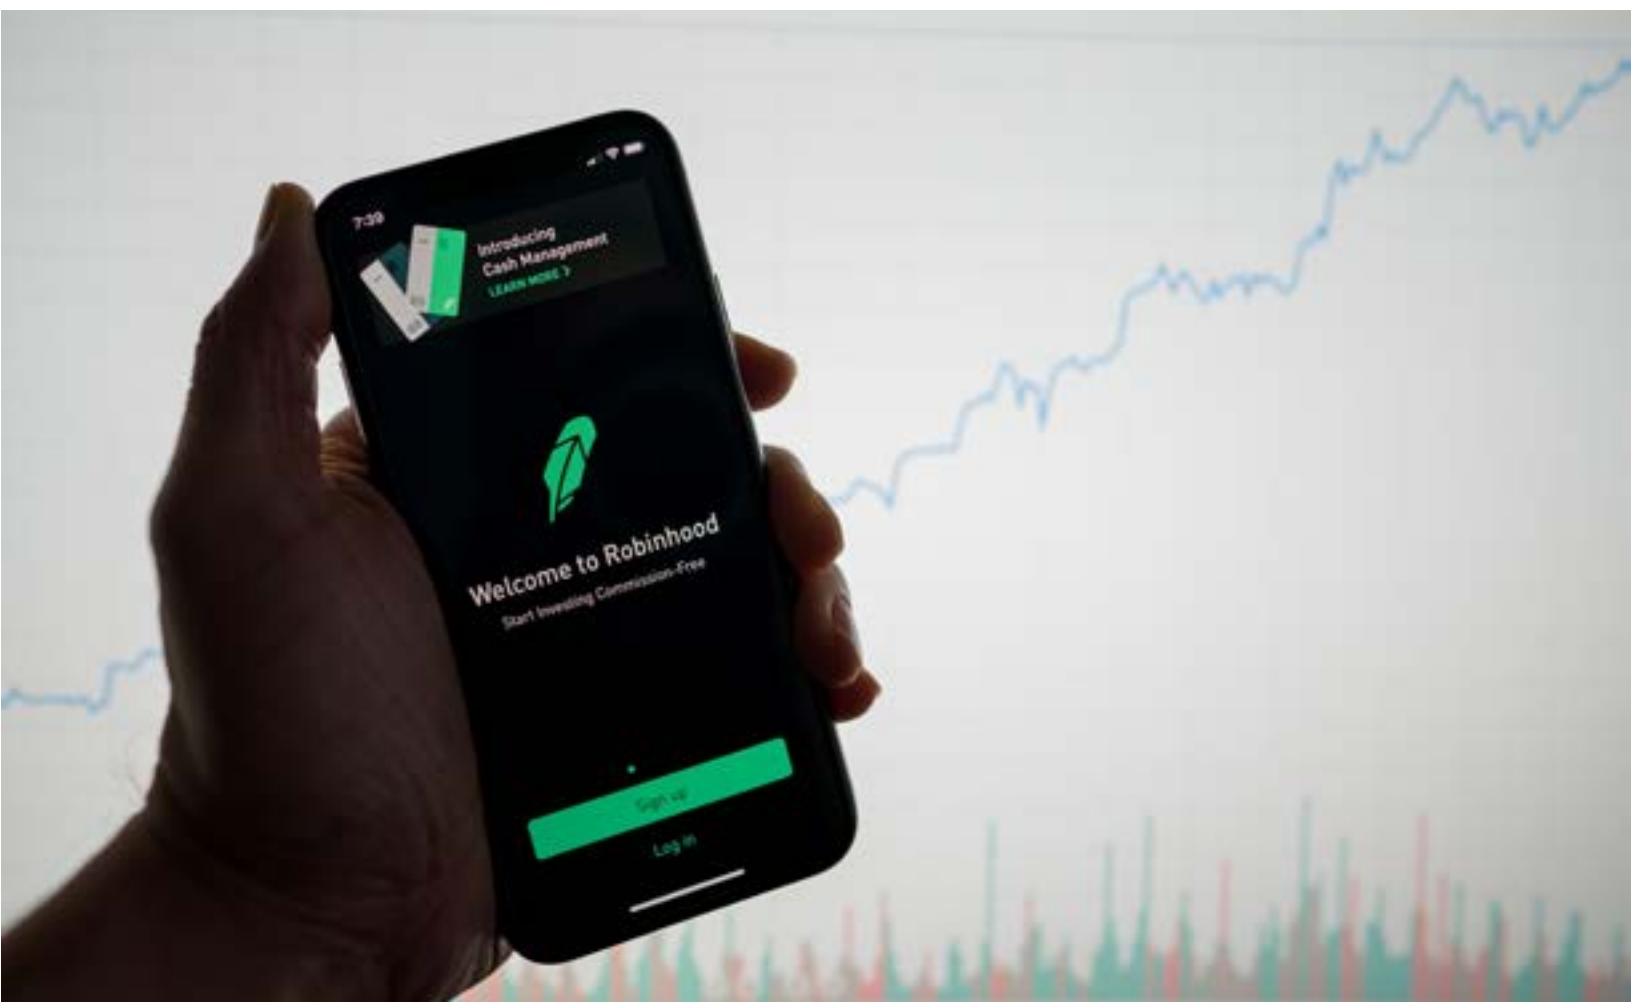 7:39
Introducing
Cash Management
LEARN MORE >
Welcome to Robinhood
Start Investing Commission-Free
Sign up
Log in